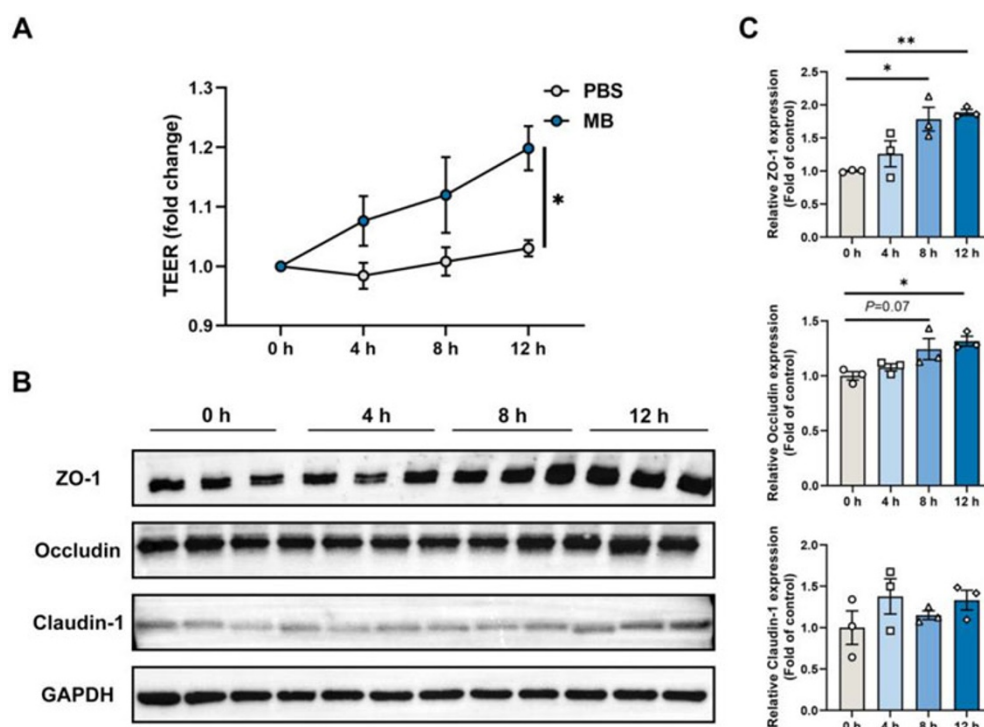 A
TEER (fold change)
1.3
1.2
1.1
1.0
0.9
PBS
MB
*
0 h
4 h
8 h
12 h
B
0 h 4 h 8 h 12 h
ZO-1
Occludin
Claudin-1
GAPDH
C
Relative ZO-1 expression
(Fold of control)
2.5
2.0
1.5
1.0
0.5
0.0
**
*
0 h 4 h 8 h 12 h
Relative Occludin expression
(Fold of control)
1.5
1.0
0.5
0.0
*
P=0.07
0 h 4 h 8 h 12 h
Relative Claudin-1 expression
(Fold of control)
2.0
1.5
1.0
0.5
0.0
0 h 4 h 8 h 12 h